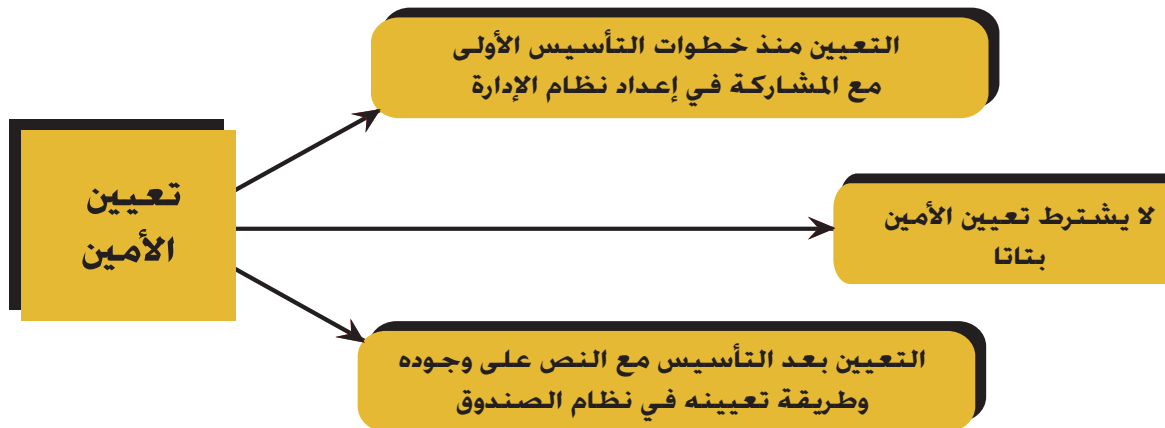 تعيين
الأمين
التعيين منذ خطوات التأسيس الأولى
مع المشاركة في إعداد نظام الإدارة
لا يشترط تعيين الأمين
بتاتا
التعيين بعد التأسيس مع النص على وجوده
وطريقة تعيينه في نظام الصندوق